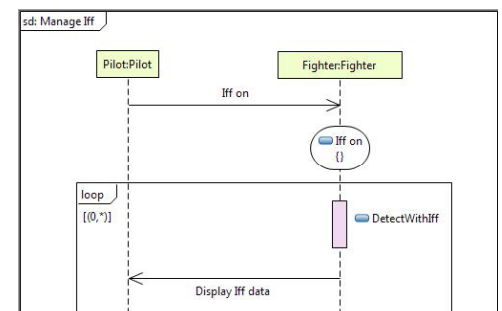 sd: Manage Iff
Pilot:Pilot
Fighter:Fighter
Iff on
Iff on
{}
loop
[(0,*)]
DetectWithIff
Display Iff data